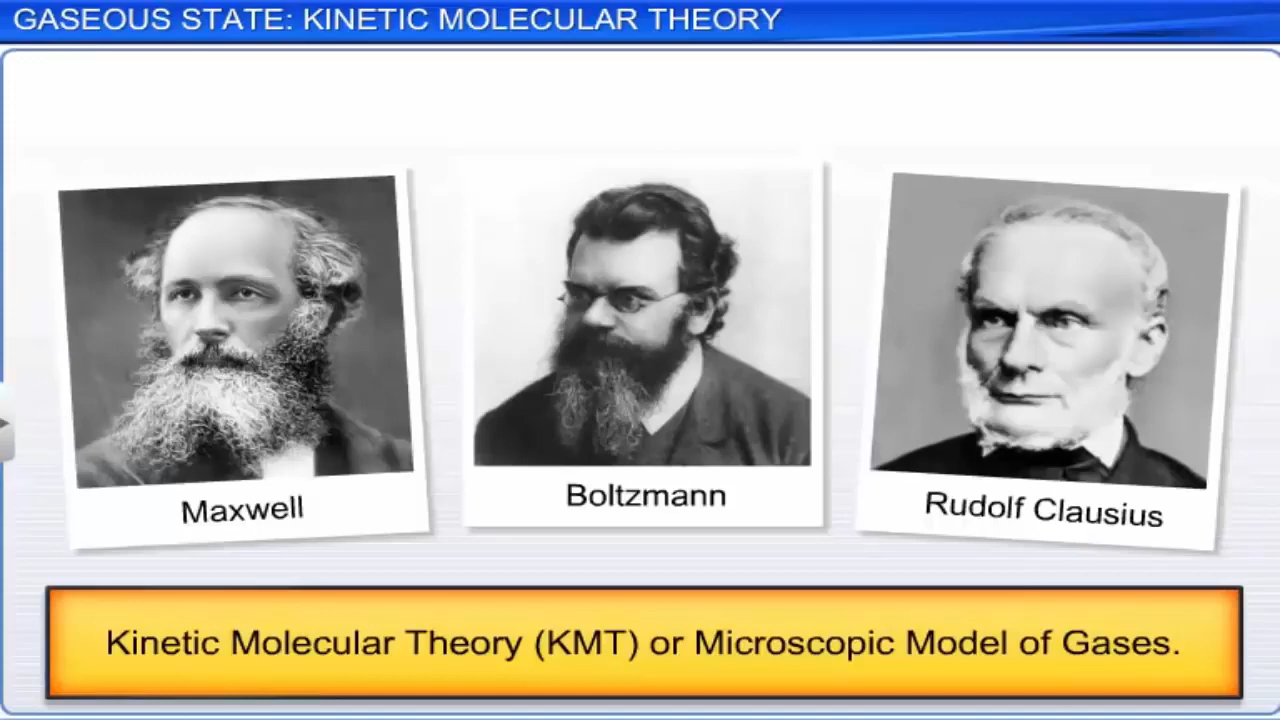 GASEOUS STATE: KINETIC MOLECULAR THEORY
Maxwell
Boltzmann
Rudolf Clausius
Kinetic Molecular Theory (KMT) or Microscopic Model of Gases.